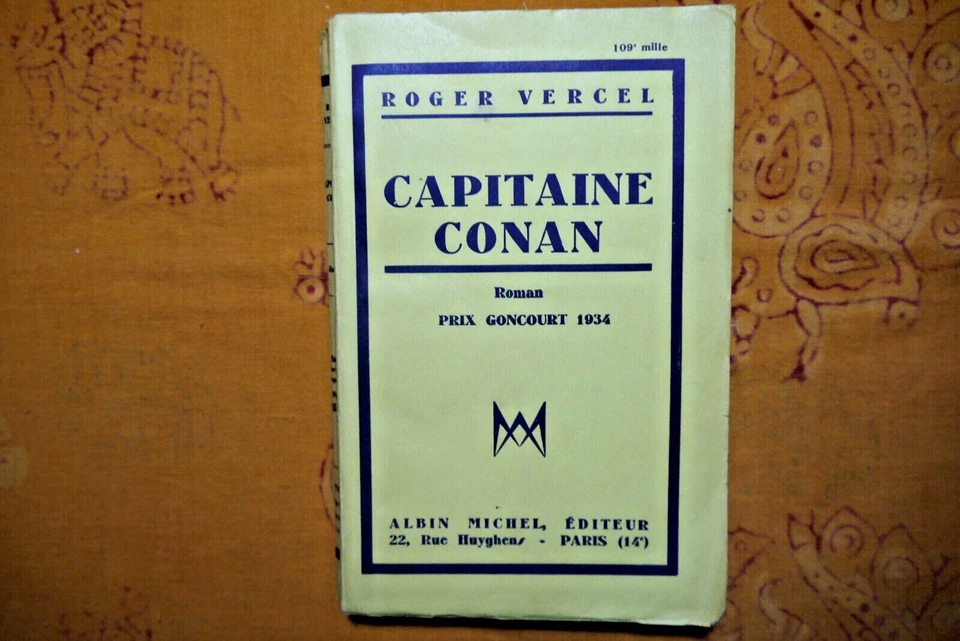 109e mille
ROGER VERCEL
CAPITAINE
CONAN
Roman
PRIX GONCOURT 1934
ALBIN MICHEL, ÉDITEUR
22, Rue Huyghens - PARIS (14e)